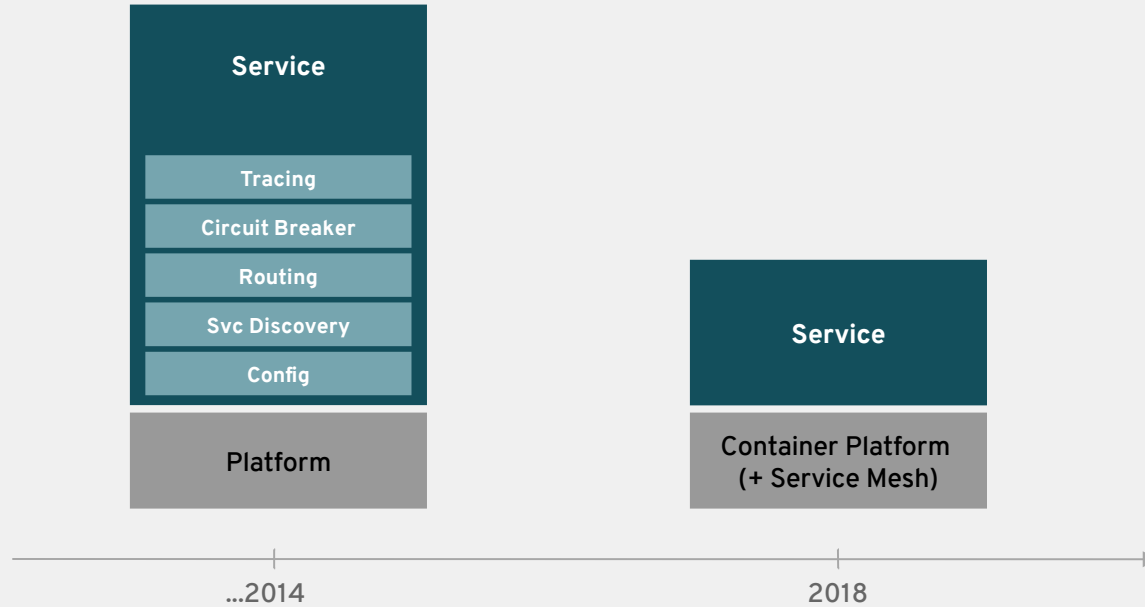 Service
Tracing
Circuit Breaker
Routing
Svc Discovery
Config
Platform
Service
Container Platform
(+ Service Mesh)
...2014
2018